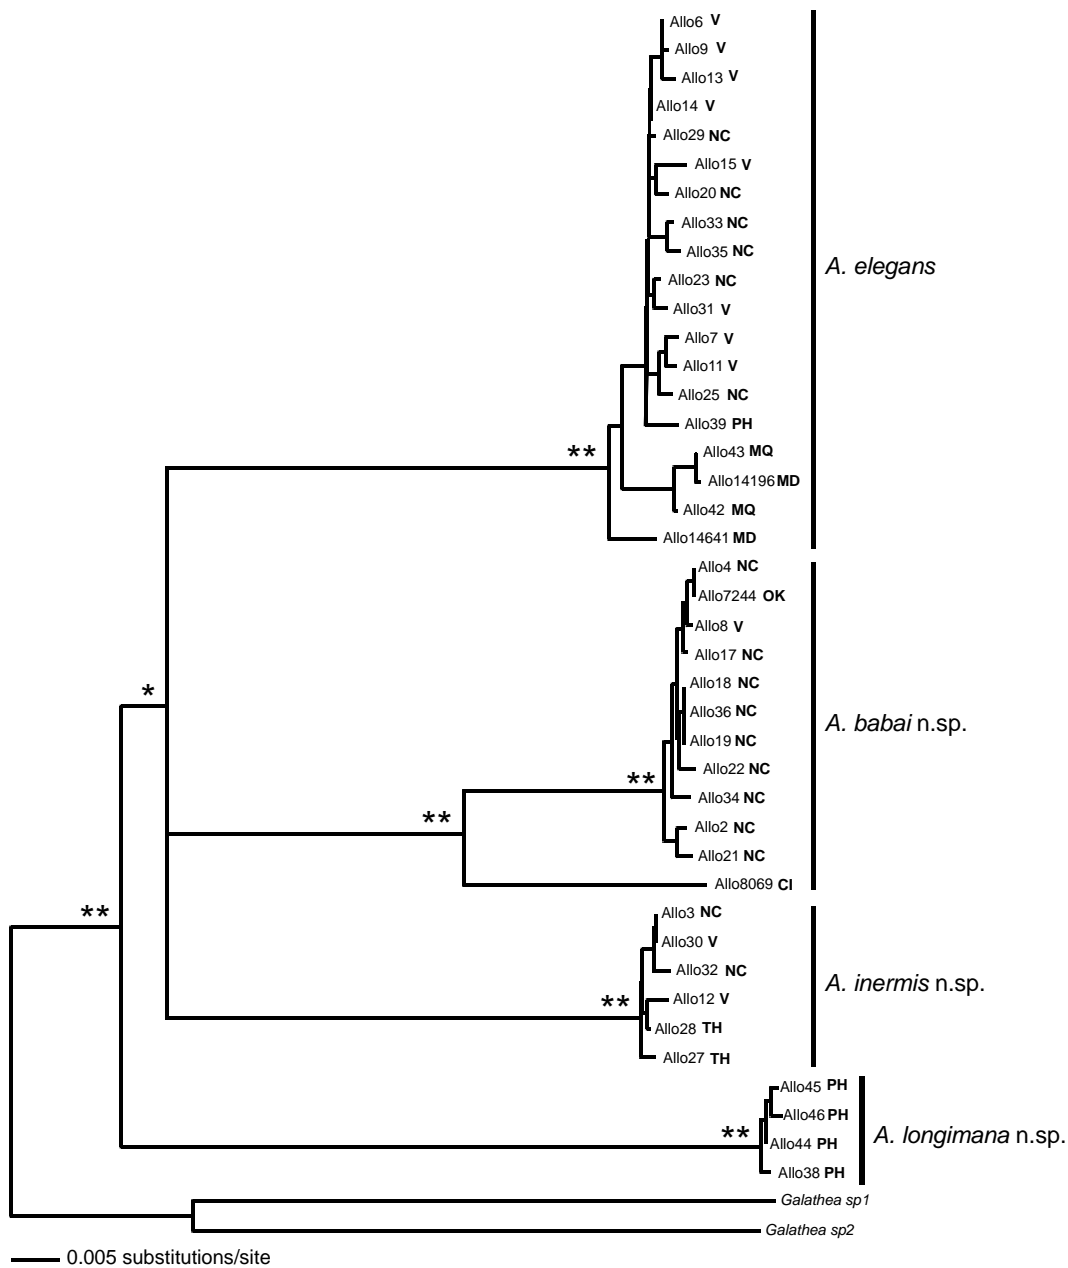 Allo6 V
Allo9 V
Allo13 V
Allo14 V
Allo29 NC
Allo15 V
Allo20 NC
Allo33 NC
Allo35 NC
A. elegans
Allo23 NC
Allo31 V
Allo7 V
Allo11 V
Allo25 NC
Allo39 PH
**
Allo43 MQ
Allo14196 MD
Allo42 MQ
Allo14641 MD
Allo4 NC
Allo7244 OK
Allo8 V
Allo17 NC
*
Allo18 NC
Allo36 NC
A. babai n.sp.
Allo19 NC
Allo22 NC
**
Allo34 NC
**
Allo2 NC
Allo21 NC
Allo8069 CI
**
Allo3 NC
Allo30 V
Allo32 NC
A. inermis n.sp.
**
Allo12 V
Allo28 TH
Allo27 TH
Allo45 PH
Allo46 PH
**
A. longimana n.sp.
Allo44 PH
Allo38 PH
Galathea sp1
Galathea sp2
0.005 substitutions/site